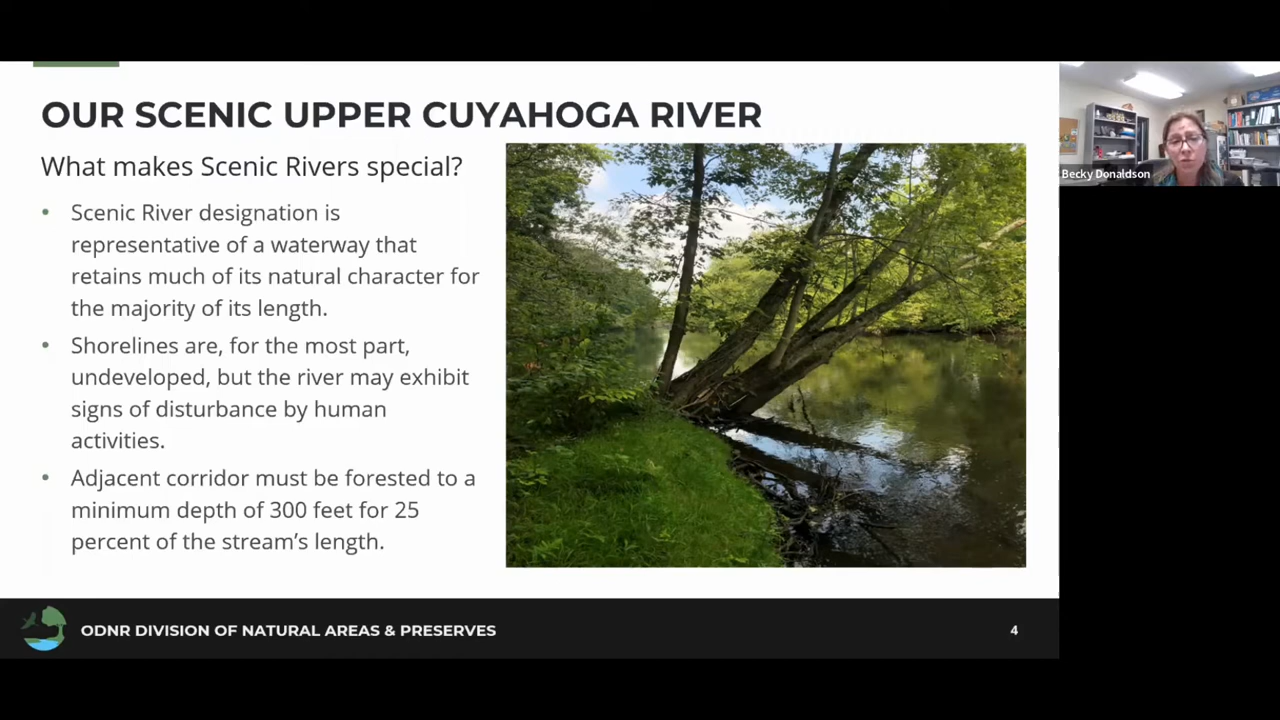 OUR SCENIC UPPER CUYAHOGA RIVER
What makes Scenic Rivers special?
• Scenic River designation is
representative of a waterway that
retains much of its natural character for
the majority of its length.
• Shorelines are, for the most part,
undeveloped, but the river may exhibit
signs of disturbance by human
activities.
• Adjacent corridor must be forested to a
minimum depth of 300 feet for 25
percent of the stream’s length.
ODNR DIVISION OF NATURAL AREAS & PRESERVES
4
Becky Donaldson